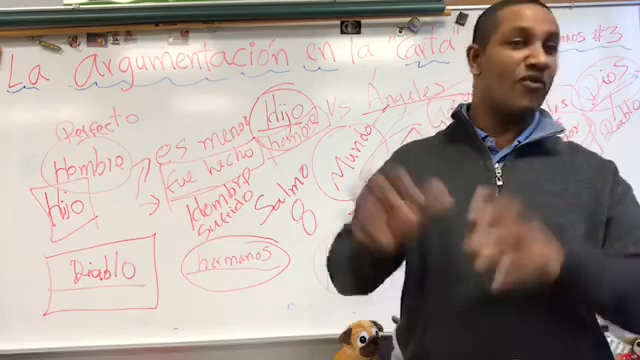 La argumentación en la "Carta"
#3
Hijo
hombre
vs Ángeles
Dios
Perfecto
Hombre
es menor
fue hecho
Hijo
Hombre
Sufrido
Salmo
8
Mundo
Diablo
hermanos